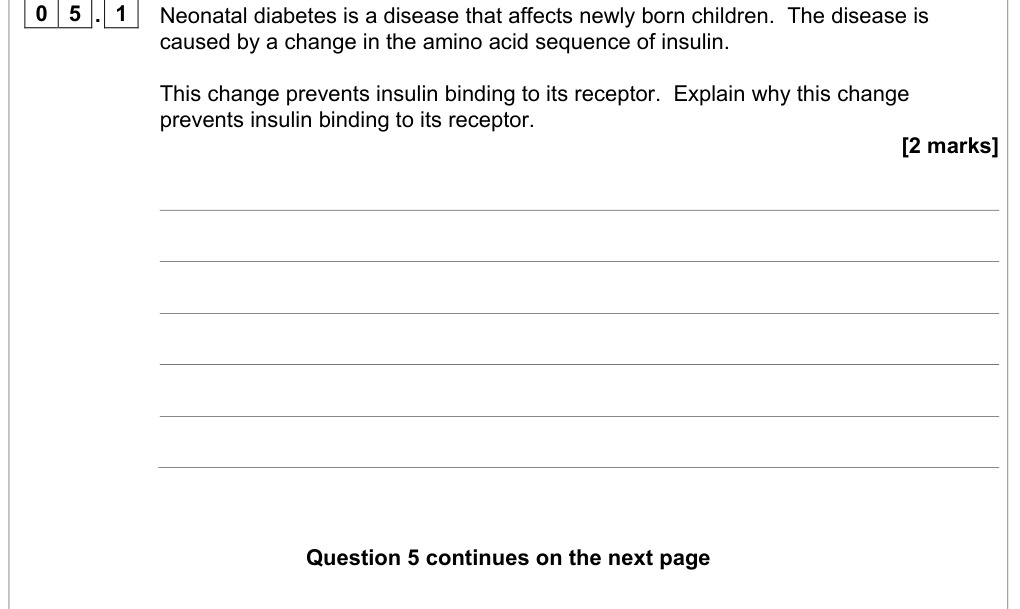 0 5 . 1 Neonatal diabetes is a disease that affects newly born children. The disease is
caused by a change in the amino acid sequence of insulin.
This change prevents insulin binding to its receptor. Explain why this change
prevents insulin binding to its receptor.
[2 marks]
Question 5 continues on the next page